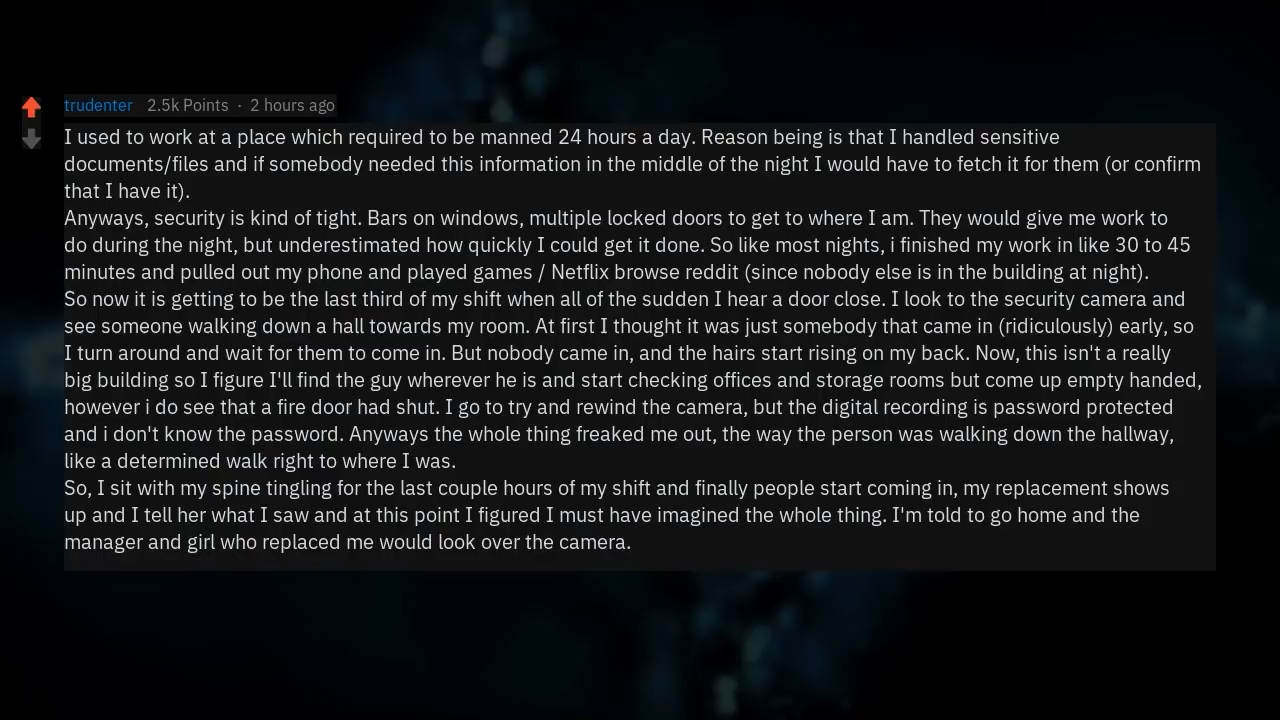 trudenter 2.5k Points · 2 hours ago
I used to work at a place which required to be manned 24 hours a day. Reason being is that I handled sensitive
documents/files and if somebody needed this information in the middle of the night I would have to fetch it for them (or confirm
that I have it).
Anyways, security is kind of tight. Bars on windows, multiple locked doors to get to where I am. They would give me work to
do during the night, but underestimated how quickly I could get it done. So like most nights, i finished my work in like 30 to 45
minutes and pulled out my phone and played games / Netflix browse reddit (since nobody else is in the building at night).
So now it is getting to be the last third of my shift when all of the sudden I hear a door close. I look to the security camera and
see someone walking down a hall towards my room. At first I thought it was just somebody that came in (ridiculously) early, so
I turn around and wait for them to come in. But nobody came in, and the hairs start rising on my back. Now, this isn't a really
big building so I figure I'll find the guy wherever he is and start checking offices and storage rooms but come up empty handed,
however i do see that a fire door had shut. I go to try and rewind the camera, but the digital recording is password protected
and i don't know the password. Anyways the whole thing freaked me out, the way the person was walking down the hallway,
like a determined walk right to where I was.
So, I sit with my spine tingling for the last couple hours of my shift and finally people start coming in, my replacement shows
up and I tell her what I saw and at this point I figured I must have imagined the whole thing. I'm told to go home and the
manager and girl who replaced me would look over the camera.